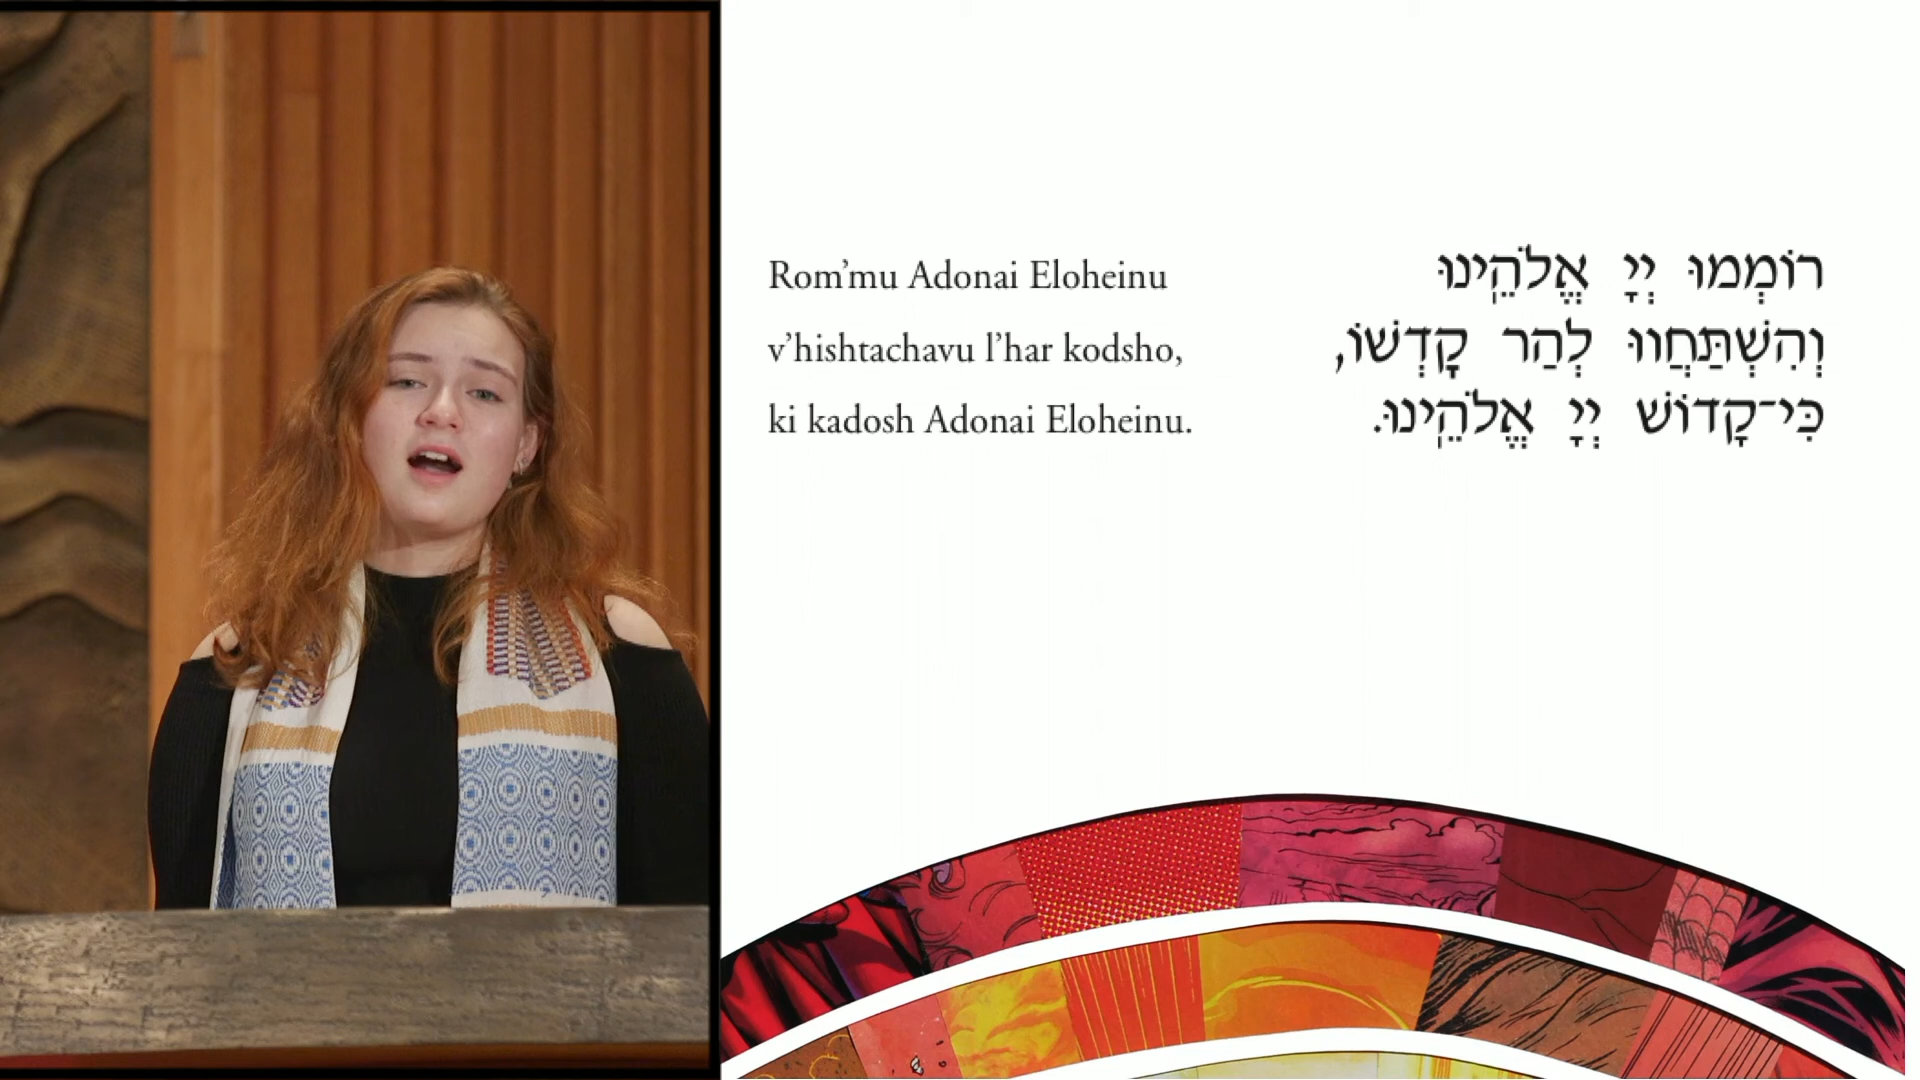 Rom’mu Adonai Eloheinu
v’hishtachavu l’har kodsho,
ki kadosh Adonai Eloheinu.
רוֹמְמוּ יְיָ אֱלֹהֵֽינוּ
וְהִשְׁתַּחֲווּ לְהַר קָדְשׁוֹ,
כִּי־קָדוֹשׁ יְיָ אֱלֹהֵֽינוּ.